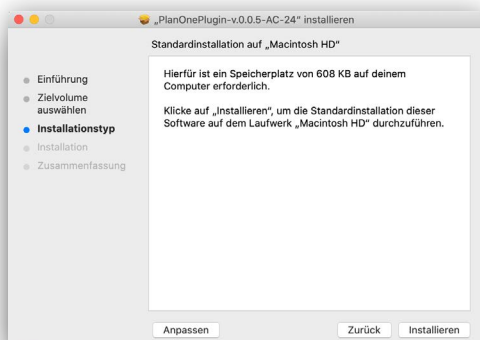 „PlanOnePlugin-v.0.0.5-AC-24“ installieren
Standardinstallation auf „Macintosh HD“
Einführung
Zielvolume
auswählen
Installationstyp
Installation
Zusammenfassung
Hierfür ist ein Speicherplatz von 608 KB auf deinem
Computer erforderlich.
Klicke auf „Installieren“, um die Standardinstallation dieser
Software auf dem Laufwerk „Macintosh HD“ durchzuführen.
Anpassen
Zurück
Installieren